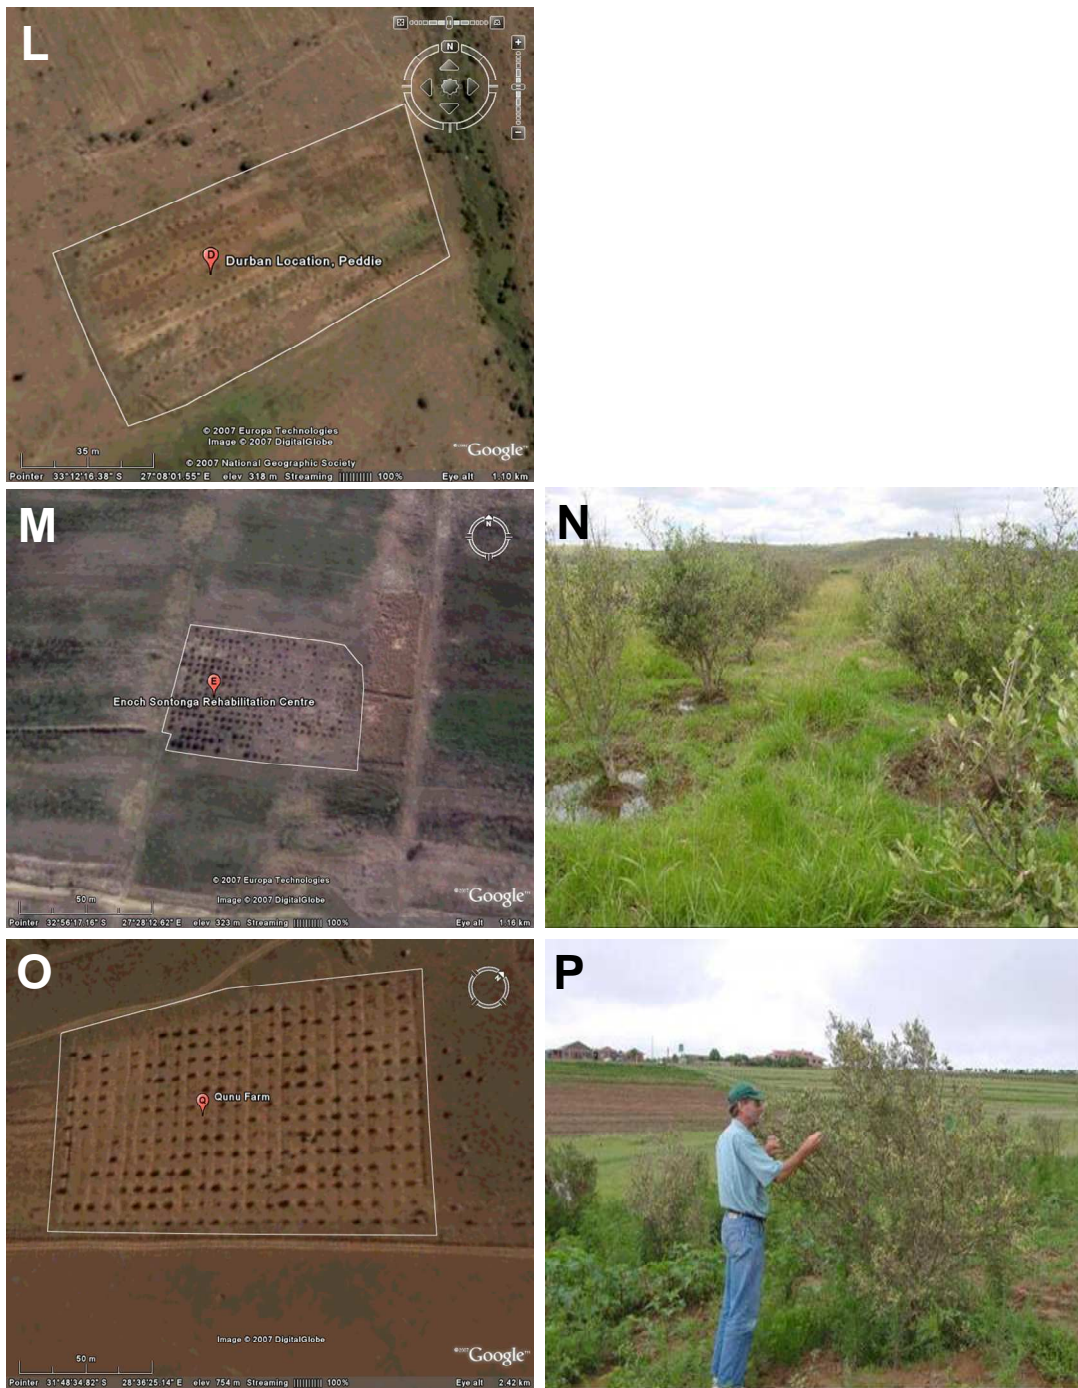 L
N
D
Durban Location, Peddie
© 2007 Europa Technologies
Image © 2007 DigitalGlobe
© 2007 National Geographic Society
Google™
35 m
Pointer 33°12'16.38" S 27°08'01.55" E elev 318 m Streaming 100% Eye alt 1.10 km
M
N
E
Enoch Sontonga Rehabilitation Centre
© 2007 Europa Technologies
Image © 2007 DigitalGlobe
Google™
50 m
Pointer 32°56'17.16" S 27°28'12.62" E elev 323 m Streaming 100% Eye alt 1.16 km
N
O
N
Q
Qunu Farm
Image © 2007 DigitalGlobe
Google™
50 m
Pointer 31°48'34.82" S 28°36'25.14" E elev 754 m Streaming 100% Eye alt 2.42 km
P